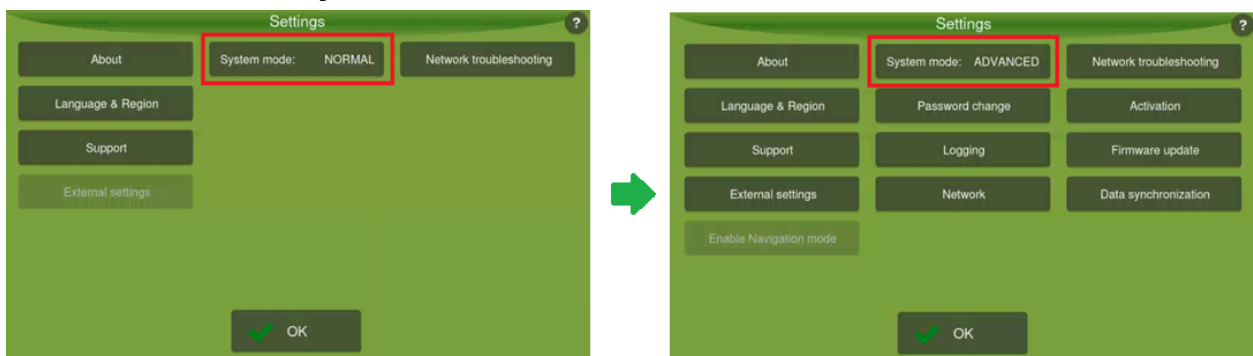 Settings
?
About
System mode: NORMAL
Network troubleshooting
Language & Region
Support
External settings
OK
Settings
?
About
System mode: ADVANCED
Network troubleshooting
Language & Region
Password change
Activation
Support
Logging
Firmware update
External settings
Network
Data synchronization
Enable Navigation mode
OK